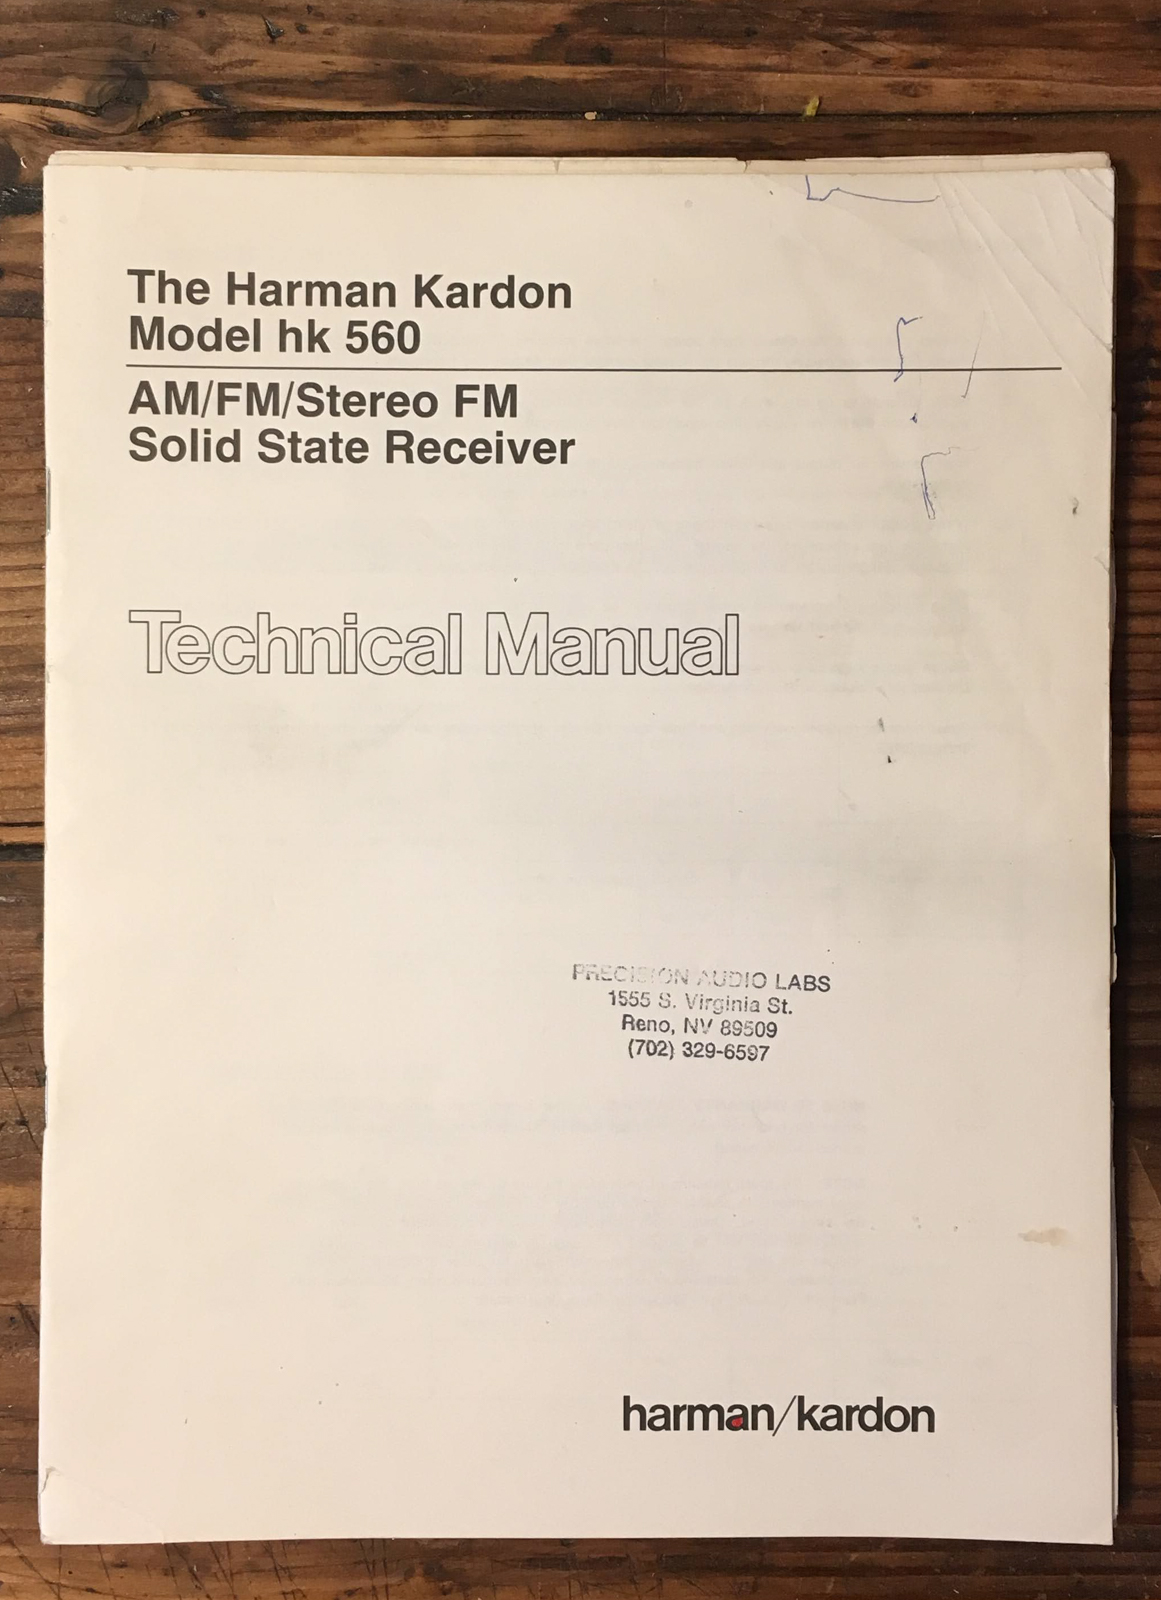 The Harman Kardon
Model hk 560
AM/FM/Stereo FM
Solid State Receiver
Technical Manual
PRECISION AUDIO LABS
1555 S. Virginia St.
Reno, NV 89509
(702) 329-6597
harman/kardon